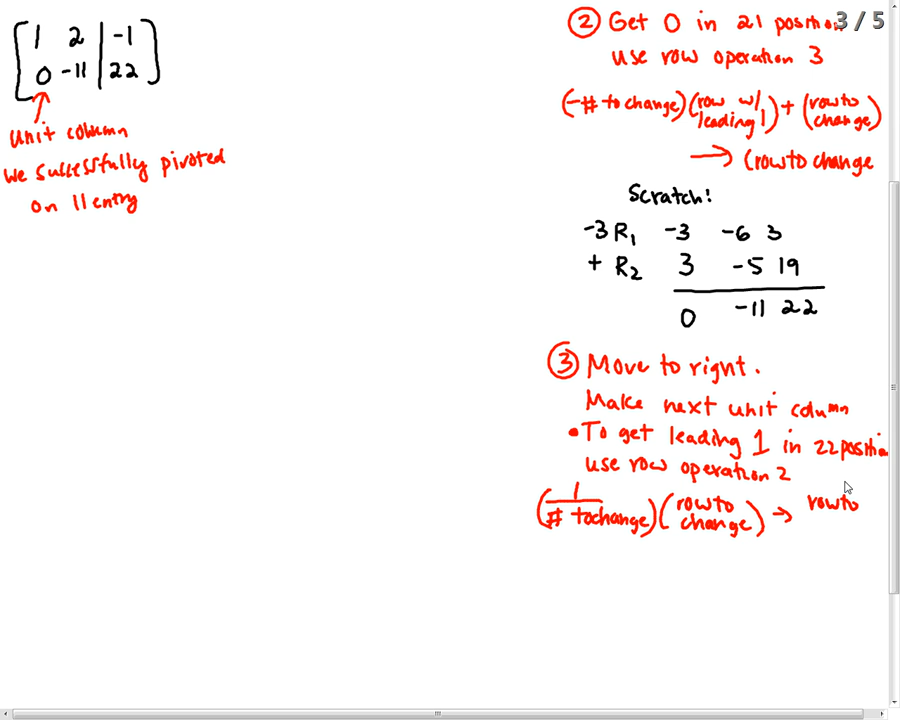 1 2 | -1
0 -11 | 22
unit column
we successfully pivoted
on 11 entry
② Get 0 in 21 position
3 / 5
use row operation 3
(-# to change)(row w/ leading 1) + (row to change)
→ (row to change
Scratch!
-3 R₁ -3 -6 3
+ R₂ 3 -5 19
0 -11 22
③ Move to right.
Make next unit column
• To get leading 1 in 22 position
use row operation 2
(1/# to change)(row to change) → row to